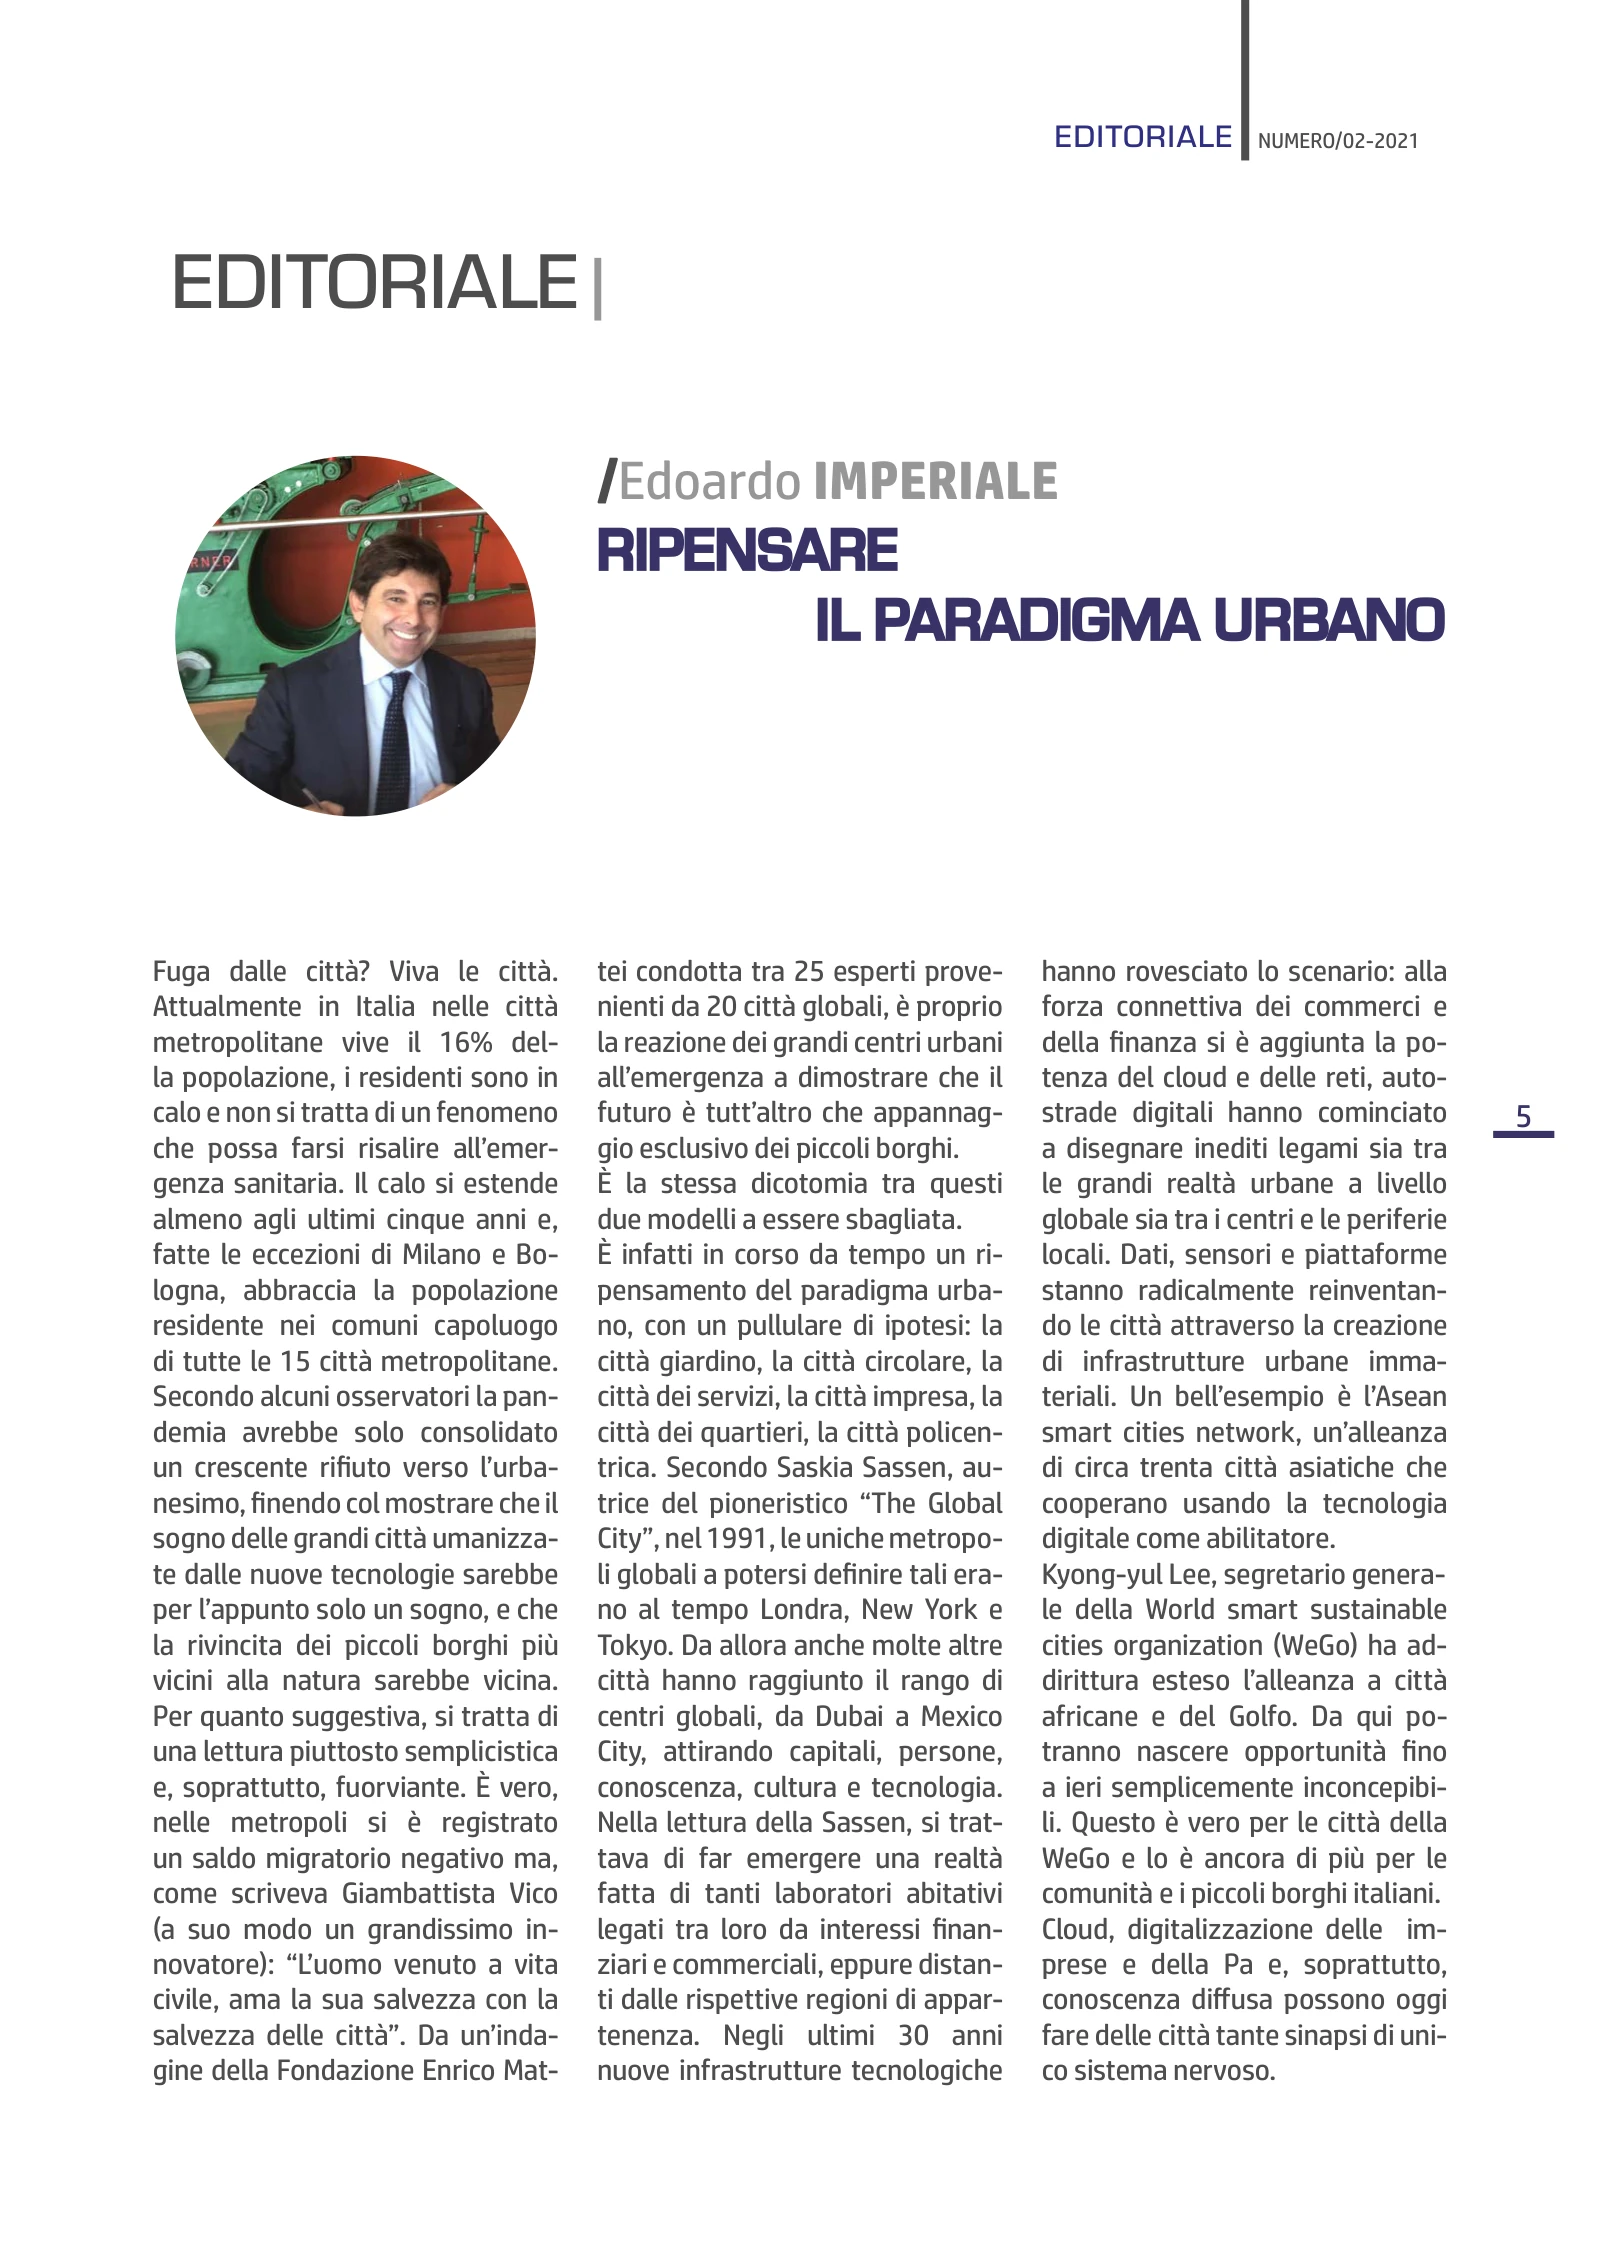 EDITORIALE
NUMERO/02-2021
EDITORIALE
/Edoardo IMPERIALE
RIPENSARE
IL PARADIGMA URBANO
RNER
Fuga dalle città? Viva le città.
Attualmente in Italia nelle città
metropolitane vive il 16% del-
la popolazione, i residenti sono in
calo e non si tratta di un fenomeno
che possa farsi risalire all’emer-
genza sanitaria. Il calo si estende
almeno agli ultimi cinque anni e,
fatte le eccezioni di Milano e Bo-
logna, abbraccia la popolazione
residente nei comuni capoluogo
di tutte le 15 città metropolitane.
Secondo alcuni osservatori la pan-
demia avrebbe solo consolidato
un crescente rifiuto verso l’urba-
nesimo, finendo col mostrare che il
sogno delle grandi città umanizza-
te dalle nuove tecnologie sarebbe
per l’appunto solo un sogno, e che
la rivincita dei piccoli borghi più
vicini alla natura sarebbe vicina.
Per quanto suggestiva, si tratta di
una lettura piuttosto semplicistica
e, soprattutto, fuorviante. È vero,
nelle metropoli si è registrato
un saldo migratorio negativo ma,
come scriveva Giambattista Vico
(a suo modo un grandissimo in-
novatore): “L’uomo venuto a vita
civile, ama la sua salvezza con la
salvezza delle città”. Da un’inda-
gine della Fondazione Enrico Mat-
tei condotta tra 25 esperti prove-
nienti da 20 città globali, è proprio
la reazione dei grandi centri urbani
all’emergenza a dimostrare che il
futuro è tutt’altro che appannag-
gio esclusivo dei piccoli borghi.
È la stessa dicotomia tra questi
due modelli a essere sbagliata.
È infatti in corso da tempo un ri-
pensamento del paradigma urba-
no, con un pullulare di ipotesi: la
città giardino, la città circolare, la
città dei servizi, la città impresa, la
città dei quartieri, la città policen-
trica. Secondo Saskia Sassen, au-
trice del pioneristico “The Global
City”, nel 1991, le uniche metropo-
li globali a potersi definire tali era-
no al tempo Londra, New York e
Tokyo. Da allora anche molte altre
città hanno raggiunto il rango di
centri globali, da Dubai a Mexico
City, attirando capitali, persone,
conoscenza, cultura e tecnologia.
Nella lettura della Sassen, si trat-
tava di far emergere una realtà
fatta di tanti laboratori abitativi
legati tra loro da interessi finan-
ziari e commerciali, eppure distan-
ti dalle rispettive regioni di appar-
tenenza. Negli ultimi 30 anni
nuove infrastrutture tecnologiche
hanno rovesciato lo scenario: alla
forza connettiva dei commerci e
della finanza si è aggiunta la po-
tenza del cloud e delle reti, auto-
strade digitali hanno cominciato
a disegnare inediti legami sia tra
le grandi realtà urbane a livello
globale sia tra i centri e le periferie
locali. Dati, sensori e piattaforme
stanno radicalmente reinventan-
do le città attraverso la creazione
di infrastrutture urbane imma-
teriali. Un bell’esempio è l’Asean
smart cities network, un’alleanza
di circa trenta città asiatiche che
cooperano usando la tecnologia
digitale come abilitatore.
Kyong-yul Lee, segretario genera-
le della World smart sustainable
cities organization (WeGo) ha ad-
dirittura esteso l’alleanza a città
africane e del Golfo. Da qui po-
tranno nascere opportunità fino
a ieri semplicemente inconcepibi-
li. Questo è vero per le città della
WeGo e lo è ancora di più per le
comunità e i piccoli borghi italiani.
Cloud, digitalizzazione delle im-
prese e della Pa e, soprattutto,
conoscenza diffusa possono oggi
fare delle città tante sinapsi di uni-
co sistema nervoso.
5